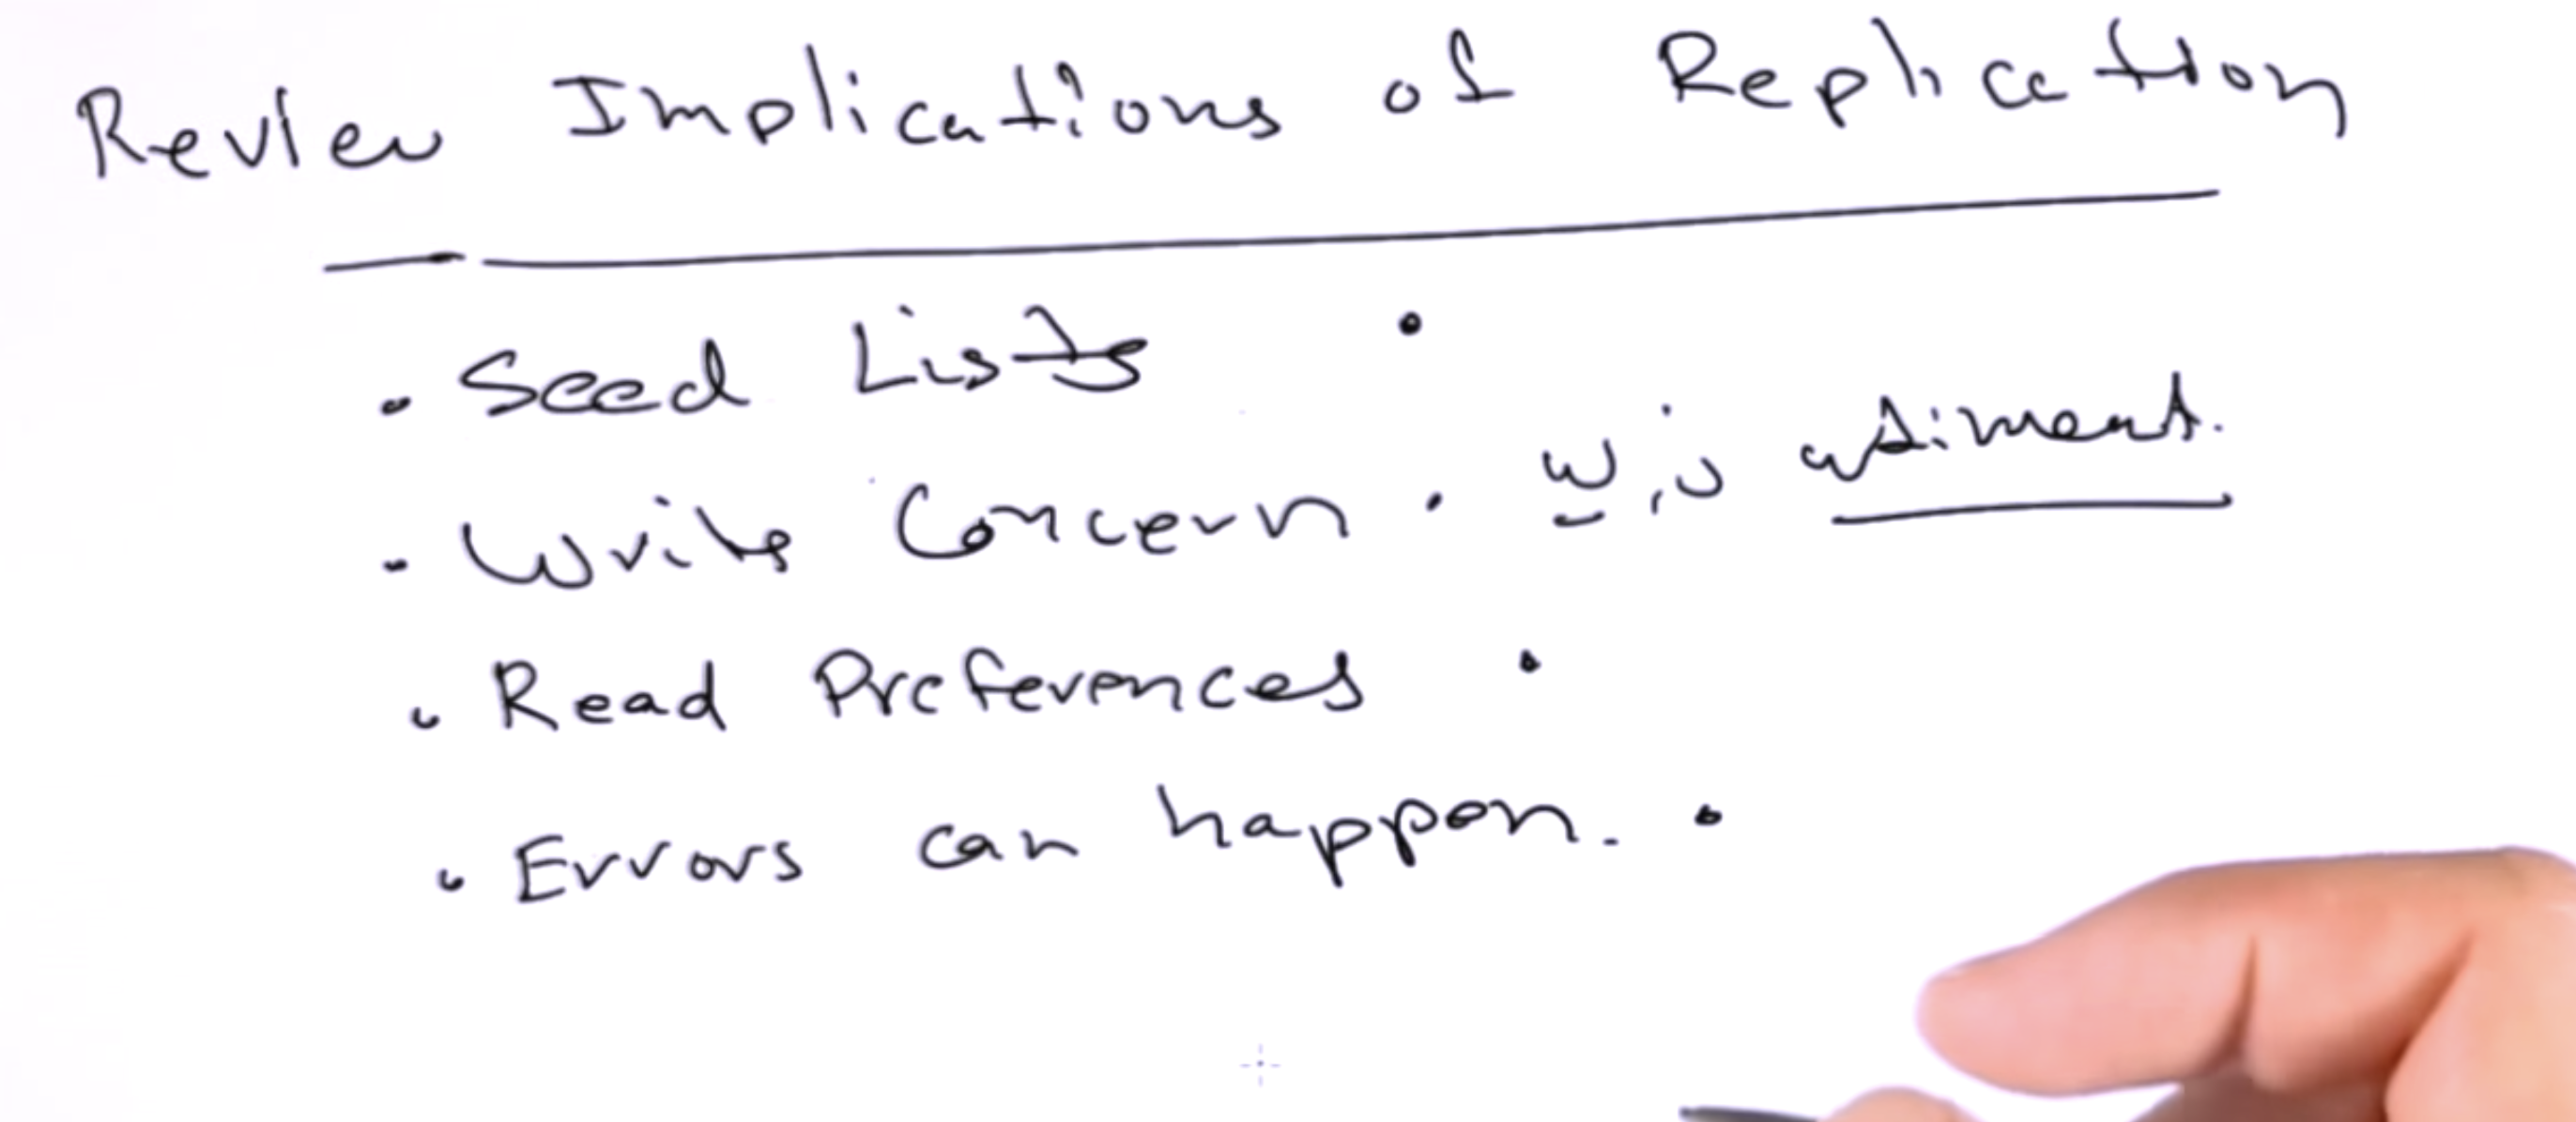 Review Implications of Replication
• Seed Lists •
- Write Concern • w, j, wtimeout.
• Read Preferences •
• Errors can happen. •